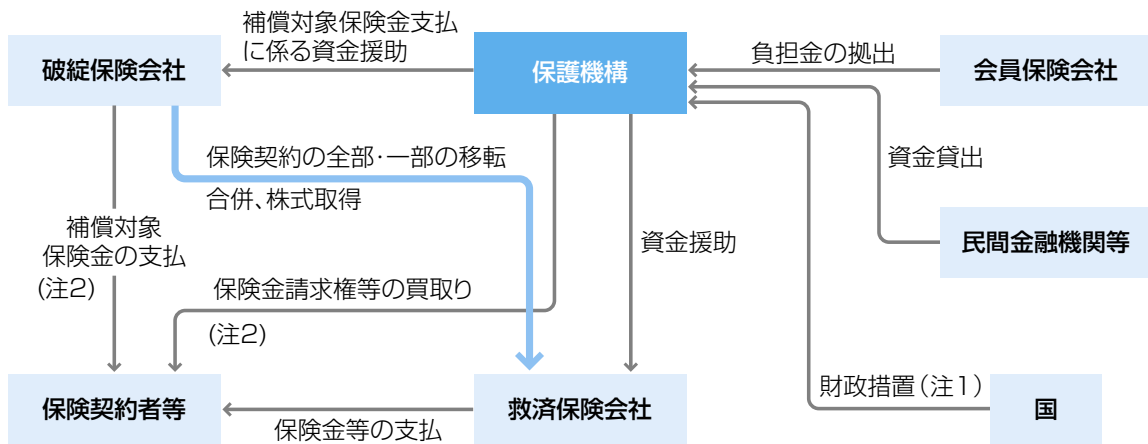 補償対象保険金支払
に係る資金援助
破綻保険会社
保護機構
負担金の拠出
会員保険会社
保険契約の全部・一部の移転
合併、株式取得
資金貸出
補償対象
保険金の支払
(注2)
資金援助
民間金融機関等
保険金請求権等の買取り
(注2)
保険契約者等
保険金等の支払
救済保険会社
財政措置(注1)
国